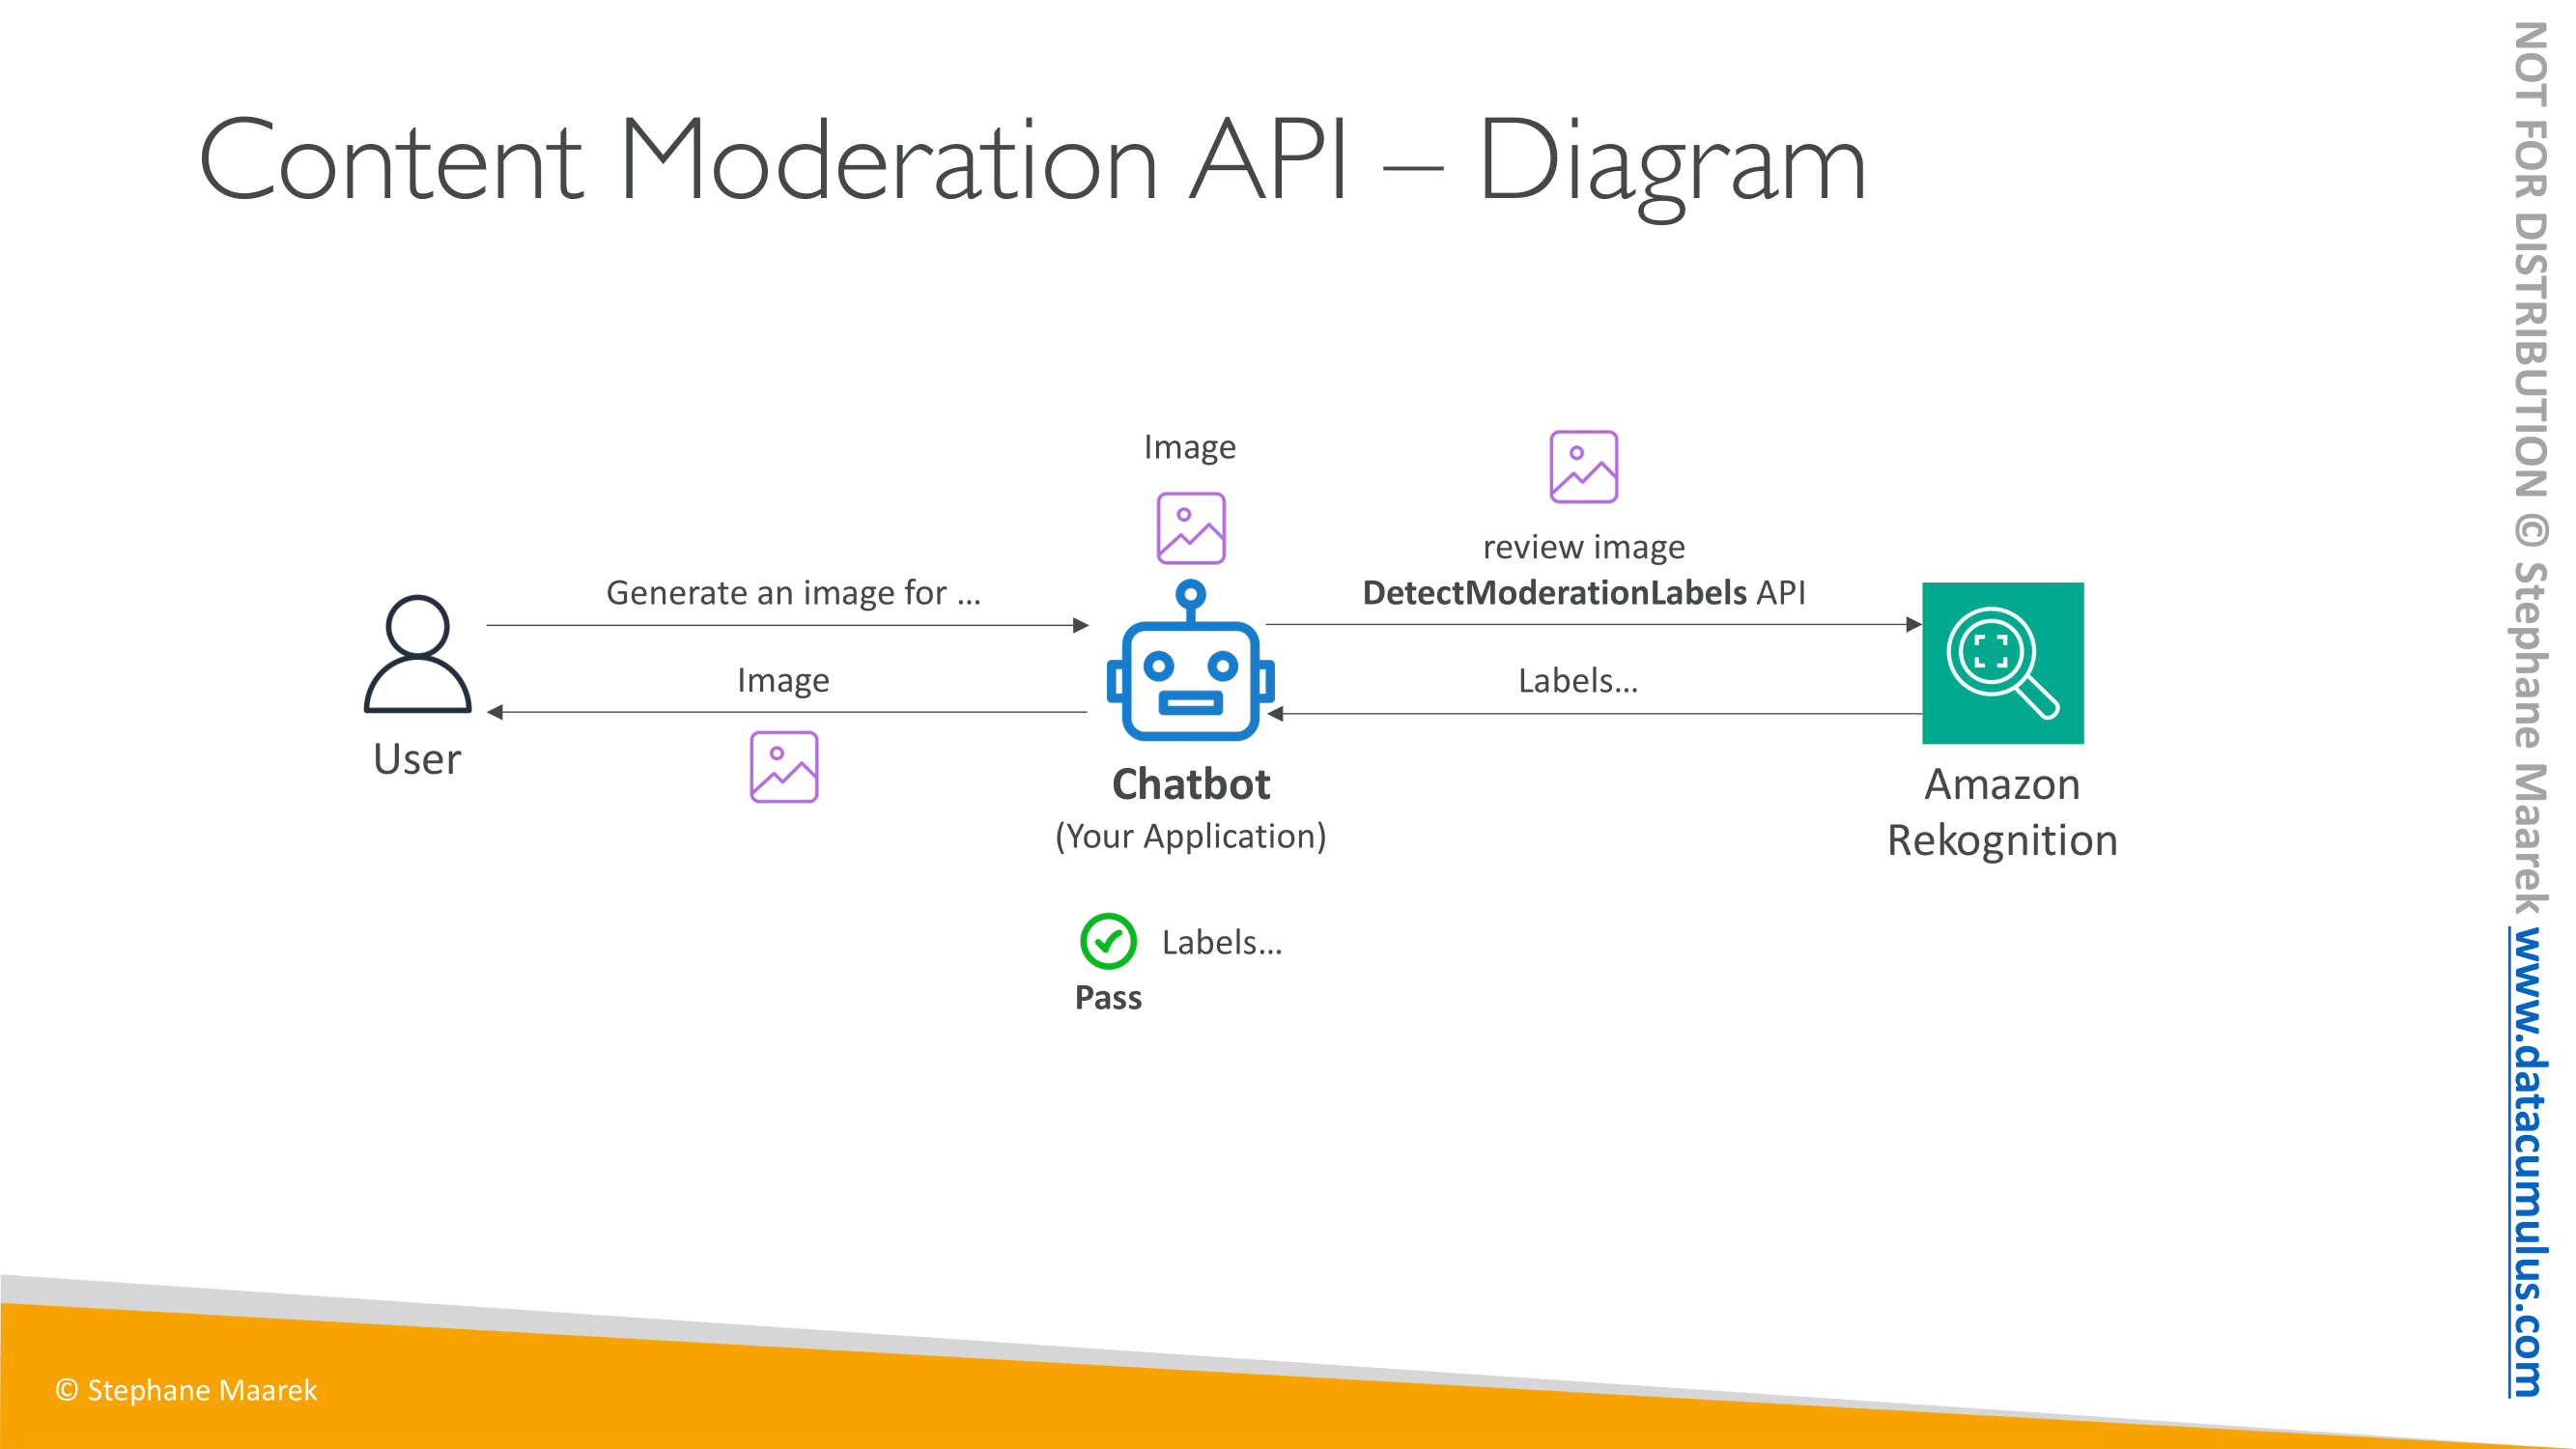 Content Moderation API – Diagram
Image
review image
Generate an image for …
DetectModerationLabels API
Image
Labels…
User
Chatbot
(Your Application)
Amazon
Rekognition
Labels…
Pass
© Stephane Maarek
NOT FOR DISTRIBUTION © Stephane Maarek www.datacumulus.com